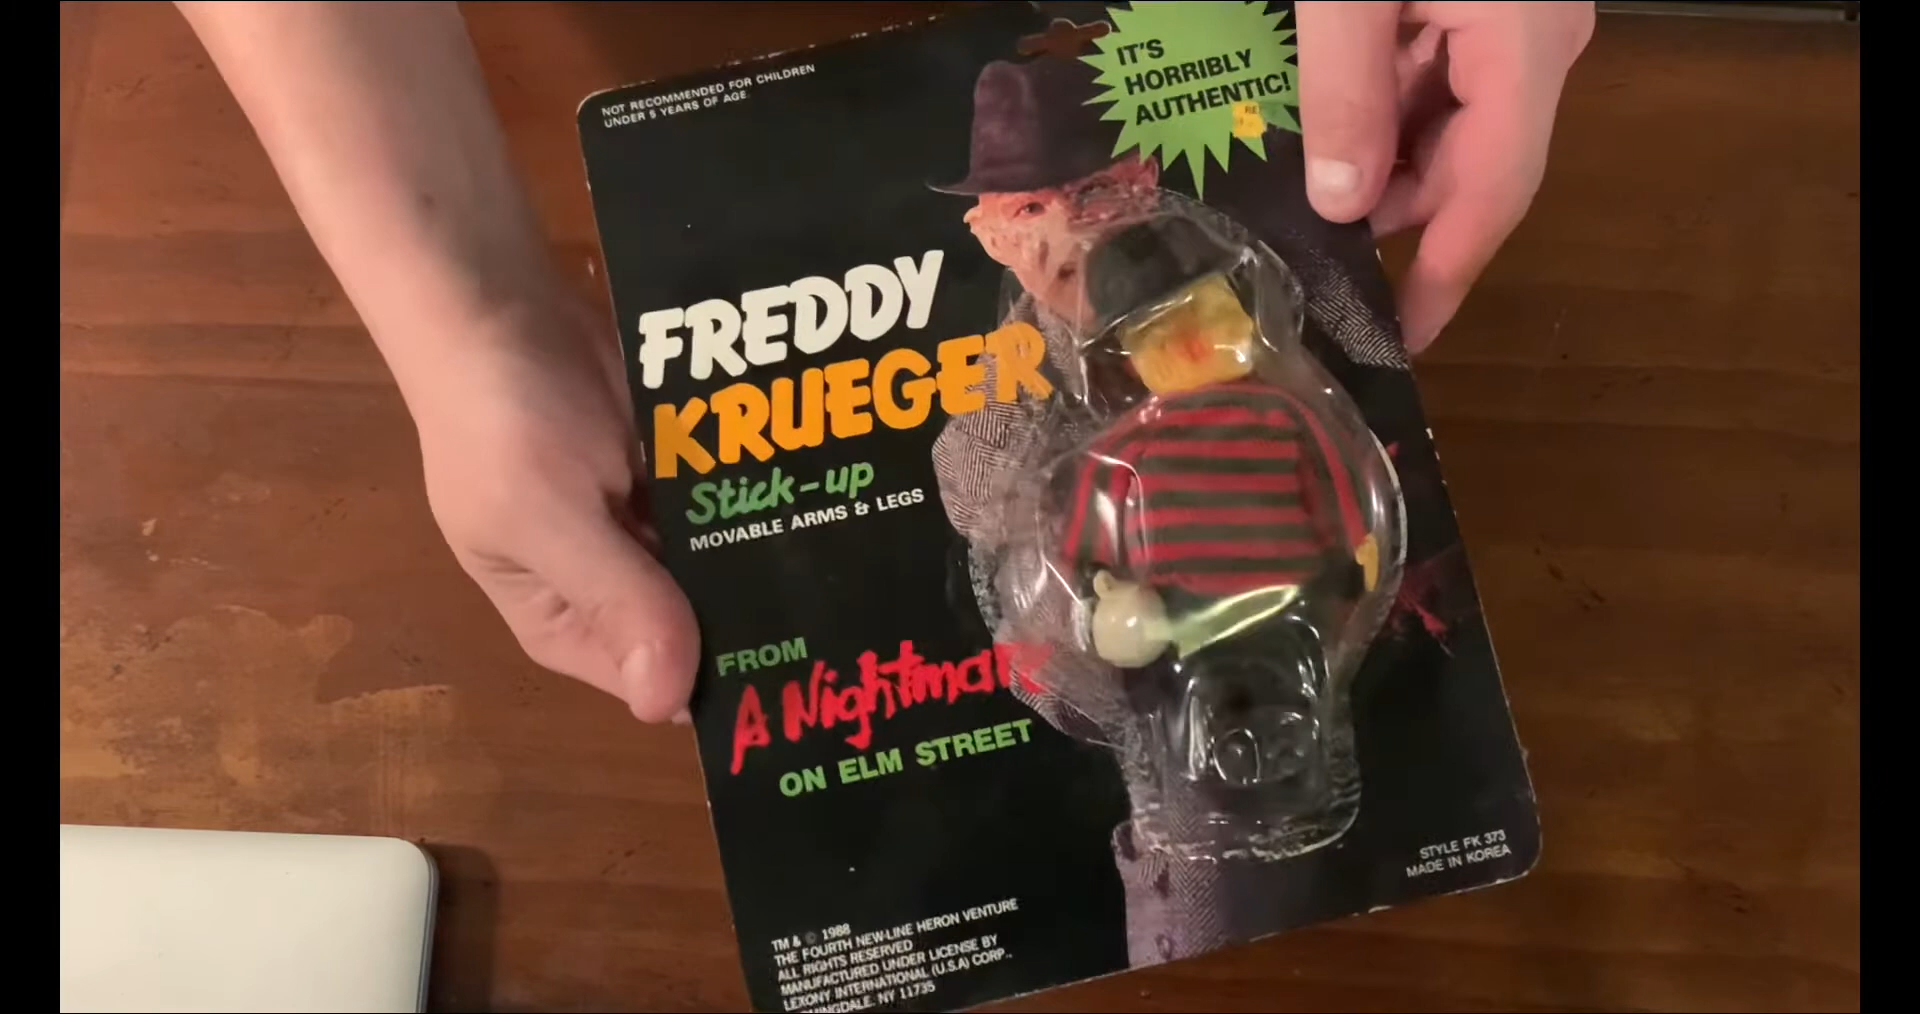 NOT RECOMMENDED FOR CHILDREN
UNDER 5 YEARS OF AGE
IT'S
HORRIBLY
AUTHENTIC!
RE
FREDDY
KRUEGER
Stick-up
MOVABLE ARMS & LEGS
FROM
A Nightmare
ON ELM STREET
STYLE FK 373
MADE IN KOREA
TM & © 1988
THE FOURTH NEW-LINE HERON VENTURE
ALL RIGHTS RESERVED
MANUFACTURED UNDER LICENSE BY
LEXONY INTERNATIONAL (U.S.A) CORP.,
NY 11735